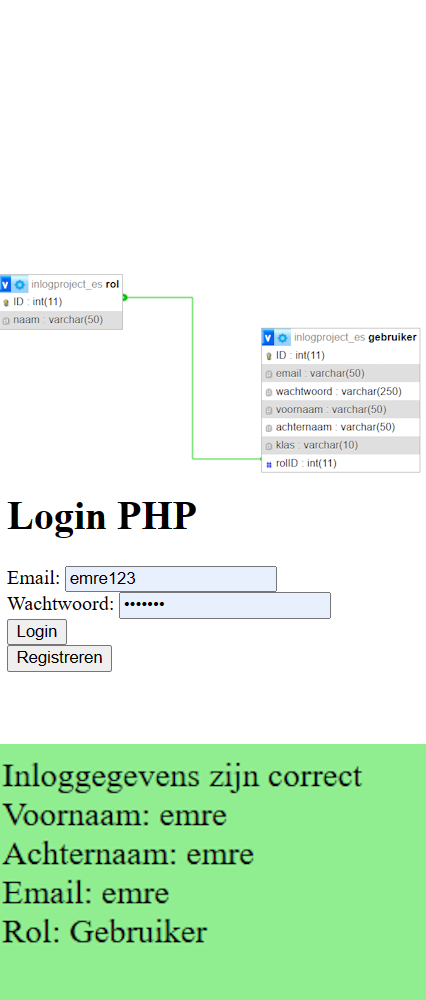 inlogproject_es rol
ID : int(11)
naam : varchar(50)
inlogproject_es gebruiker
ID : int(11)
email : varchar(50)
wachtwoord : varchar(250)
voornaam : varchar(50)
achternaam : varchar(50)
klas : varchar(10)
rolID : int(11)
Login PHP
Email: emre123
Wachtwoord: •••••••
Login
Registreren
Inloggegevens zijn correct
Voornaam: emre
Achternaam: emre
Email: emre
Rol: Gebruiker